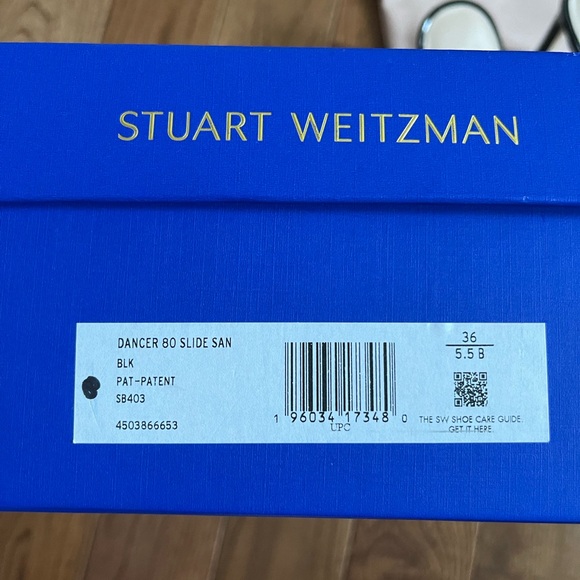 STUART WEITZMAN
DANCER 80 SLIDE SAN
BLK
PAT-PATENT
SB403
4503866653
1 96034 17348 0
UPC
36
5.5 B
THE SW SHOE CARE GUIDE.
GET IT HERE.